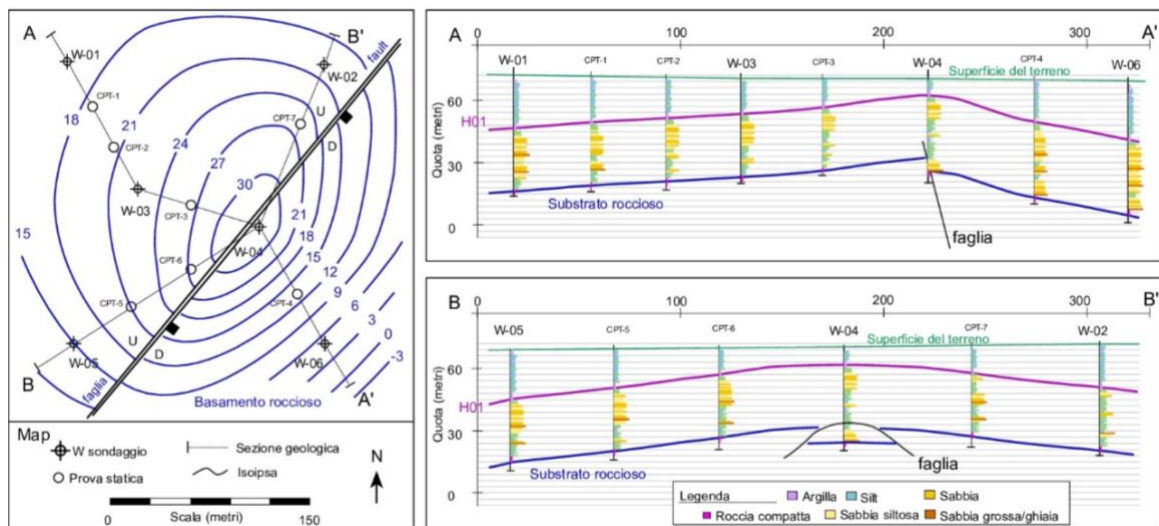 A
B'
W-01
W-02
fault
CPT-1
18
21
CPT-7
U
D
CPT-2
24
27
30
W-03
CPT-3
21
W-04
18
15
15
CPT-6
12
CPT-4
9
CPT-5
6
3
U
D
0
W-05
W-06
-3
B
faglia
Basamento roccioso
A'
Map
W sondaggio
Sezione geologica
Prova statica
Isoipsa
N
0
Scala (metri)
150
A
0
100
200
A'
W-01
CPT-1
CPT-2
W-03
CPT-3
W-04
CPT-4
W-06
Superficie del terreno
Quota (metri)
60
H01
30
0
Substrato roccioso
faglia
B
0
100
200
300
B'
W-05
CPT-5
CPT-6
W-04
CPT-7
W-02
Superficie del terreno
Quota (metri)
60
H01
30
0
Substrato roccioso
faglia
Legenda
Argilla
Silt
Sabbia
Roccia compatta
Sabbia siltosa
Sabbia grossa/ghiaia